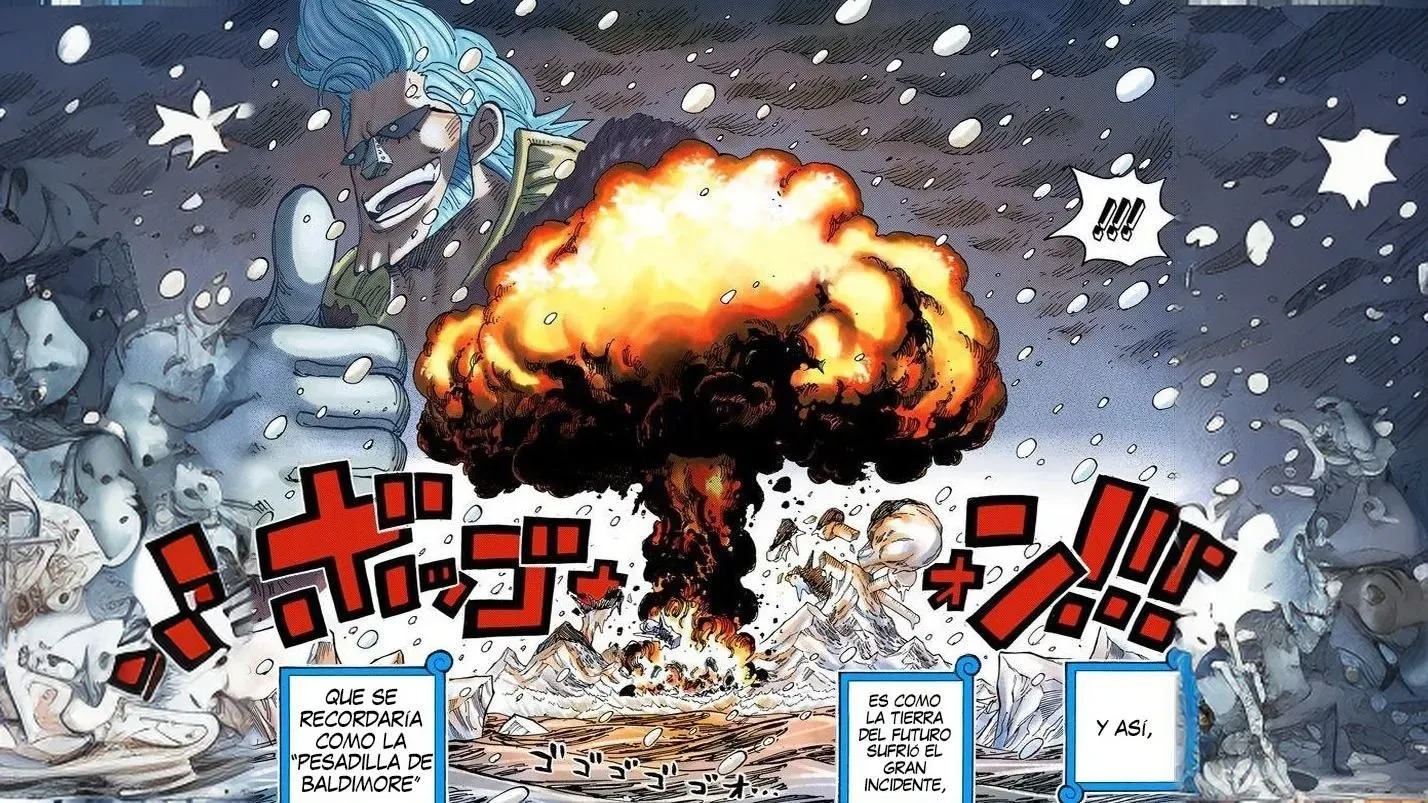 !!!
ボッゴォォン!!!
Y ASÍ,
ES COMO
LA TIERRA
DEL FUTURO
SUFRIÓ EL
GRAN
INCIDENTE,
QUE SE
RECORDARÍA
COMO LA
"PESADILLA DE
BALDIMORE"
ゴゴゴゴゴォ...